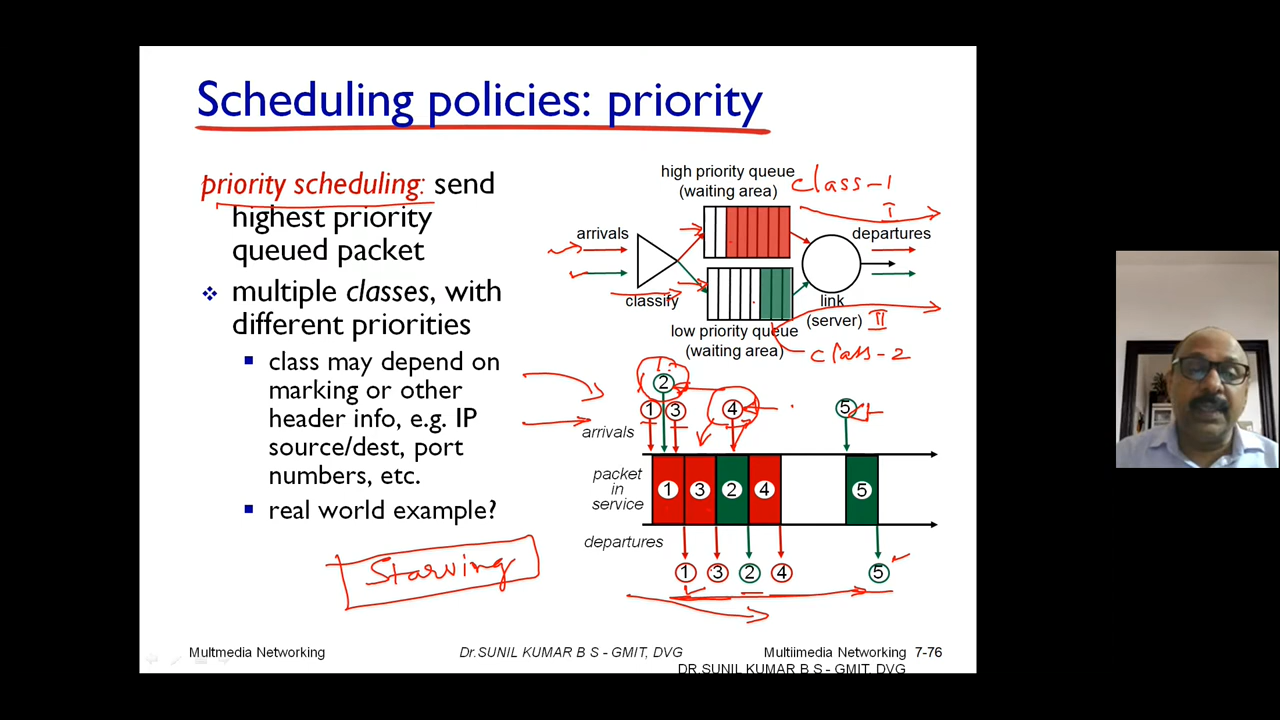 Scheduling policies: priority
priority scheduling: send
highest priority
queued packet
multiple classes, with
different priorities
class may depend on
marking or other
header info, e.g. IP
source/dest, port
numbers, etc.
real world example?
Starving
high priority queue
(waiting area)
class-1
I
arrivals
departures
classify
link
(server)
II
low priority queue
(waiting area)
class-2
2
1 3 4 5
arrivals
packet
in
service
1 3 2 4 5
departures
1 3 2 4 5
Multmedia Networking
Dr.SUNIL KUMAR B S - GMIT, DVG
Multiimedia Networking 7-76
DR.SUNIL KUMAR B S - GMIT, DVG